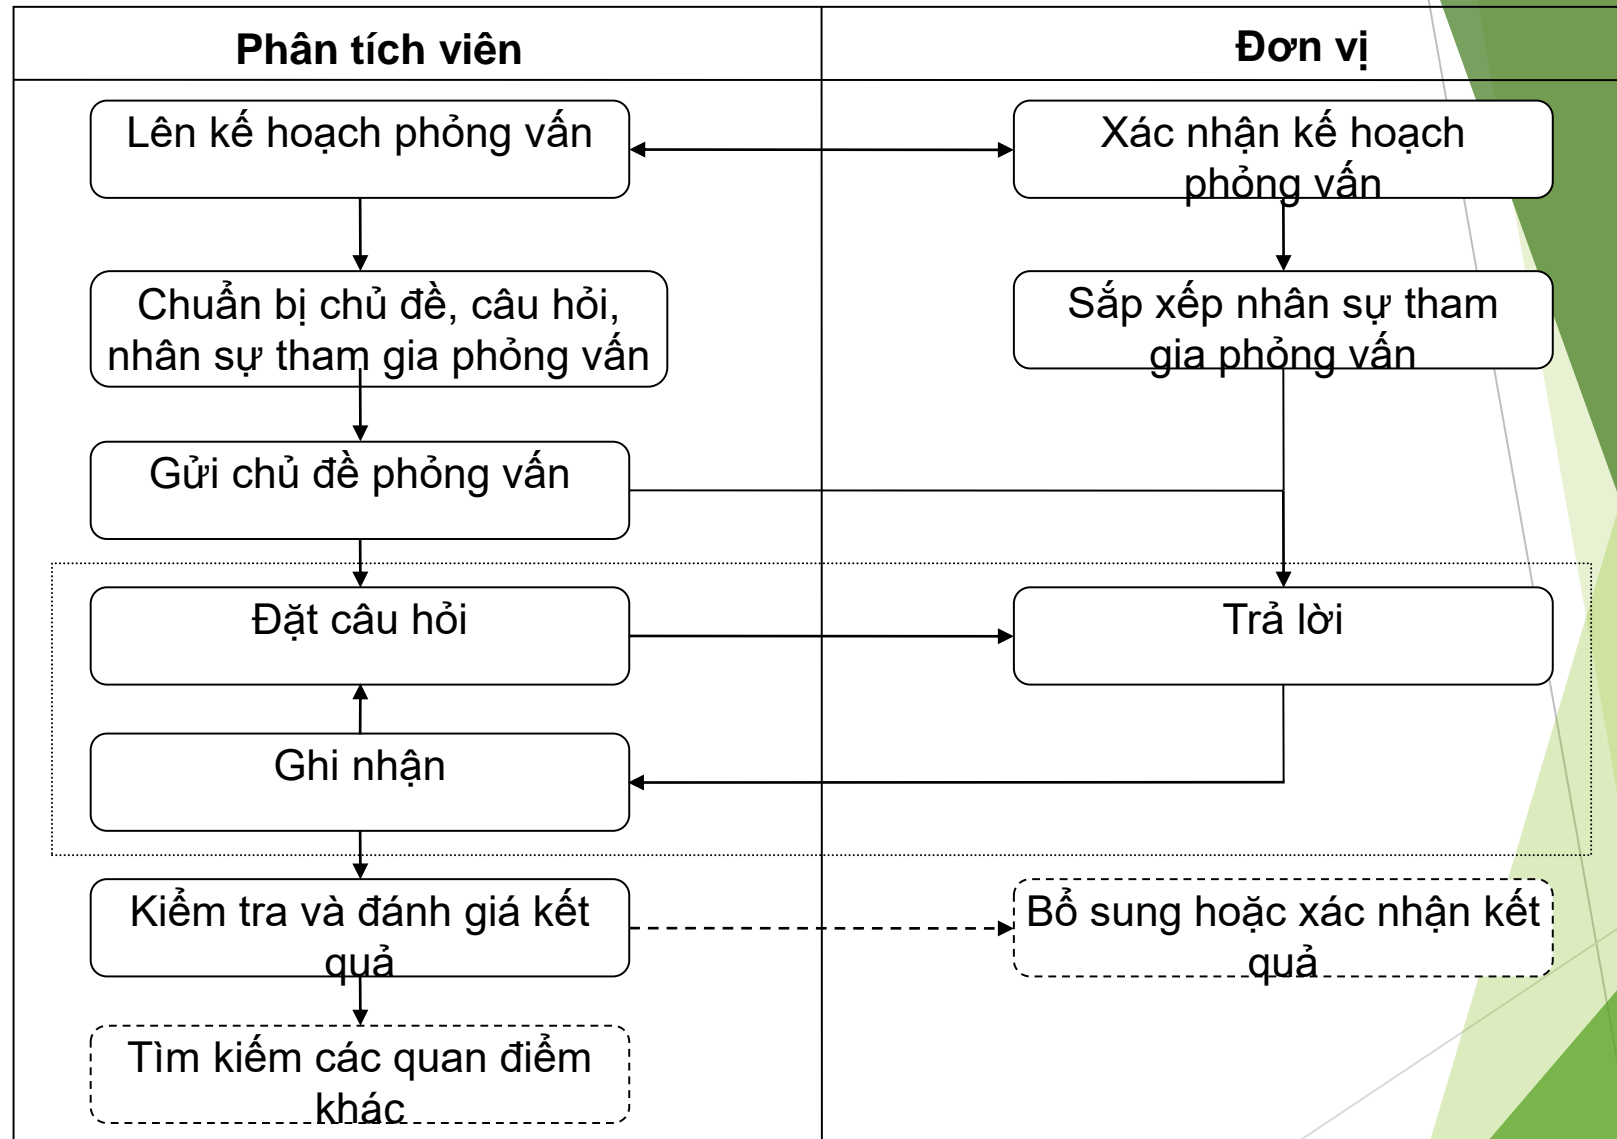 Phân tích viên
Đơn vị
Lên kế hoạch phỏng vấn
Xác nhận kế hoạch
phỏng vấn
Chuẩn bị chủ đề, câu hỏi,
nhân sự tham gia phỏng vấn
Sắp xếp nhân sự tham
gia phỏng vấn
Gửi chủ đề phỏng vấn
Đặt câu hỏi
Trả lời
Ghi nhận
Kiểm tra và đánh giá kết
quả
Bổ sung hoặc xác nhận kết
quả
Tìm kiếm các quan điểm
khác